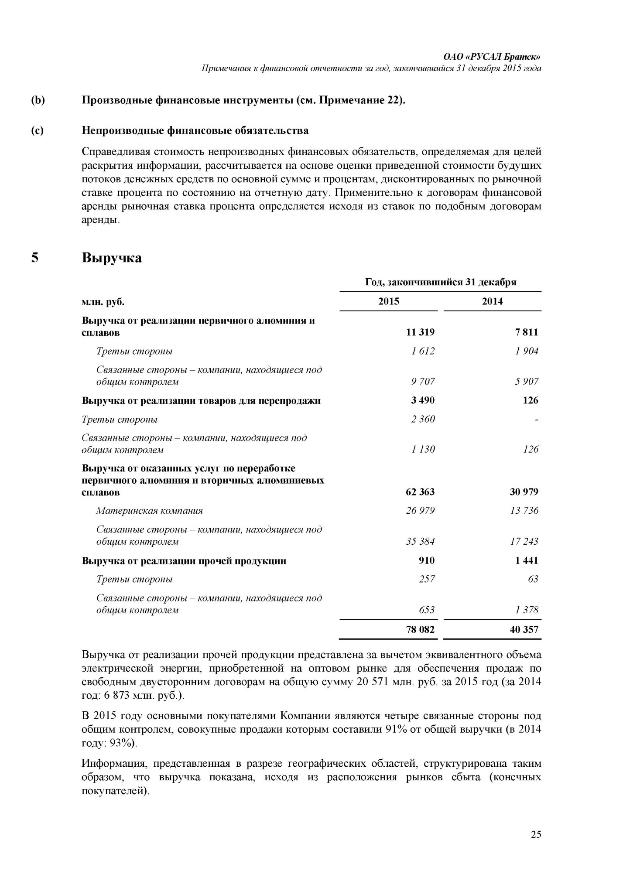 ОАО «РУСАЛ Братск»
Примечания к финансовой отчетности за год, закончившийся 31 декабря 2015 года
(b) Производные финансовые инструменты (см. Примечание 22).
(c) Непроизводные финансовые обязательства
Справедливая стоимость непроизводных финансовых обязательств, определяемая для целей
раскрытия информации, рассчитывается на основе оценки приведенной стоимости будущих
потоков денежных средств по основной сумме и процентам, дисконтированных по рыночной
ставке процента по состоянию на отчетную дату. Применительно к договорам финансовой
аренды рыночная ставка процента определяется исходя из ставок по подобным договорам
аренды.
5 Выручка
Год, закончившийся 31 декабря
млн. руб. 2015 2014
Выручка от реализации первичного алюминия и
сплавов 11 319 7 811
Третьи стороны 1 612 1 904
Связанные стороны – компании, находящиеся под
общим контролем 9 707 5 907
Выручка от реализации товаров для перепродажи 3 490 126
Третьи стороны 2 360 -
Связанные стороны – компании, находящиеся под
общим контролем 1 130 126
Выручка от оказанных услуг по переработке
первичного алюминия и вторичных алюминиевых
сплавов 62 363 30 979
Материнская компания 26 979 13 736
Связанные стороны – компании, находящиеся под
общим контролем 35 384 17 243
Выручка от реализации прочей продукции 910 1 441
Третьи стороны 257 63
Связанные стороны – компании, находящиеся под
общим контролем 653 1 378
78 082 40 357
Выручка от реализации прочей продукции представлена за вычетом эквивалентного объема
электрической энергии, приобретенной на оптовом рынке для обеспечения продаж по
свободным двусторонним договорам на общую сумму 20 571 млн. руб. за 2015 год (за 2014
год: 6 873 млн. руб.).
В 2015 году основными покупателями Компании являются четыре связанные стороны под
общим контролем, совокупные продажи которым составили 91% от общей выручки (в 2014
году: 93%).
Информация, представленная в разрезе географических областей, структурирована таким
образом, что выручка показана, исходя из расположения рынков сбыта (конечных
покупателей).
25